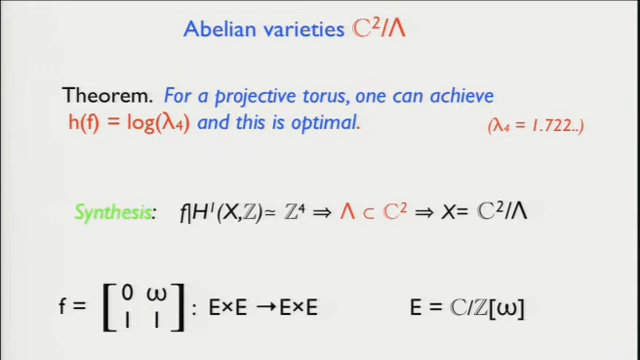 Abelian varieties ℂ²/Λ
Theorem. For a projective torus, one can achieve
h(f) = log(λ₄) and this is optimal. (λ₄ = 1.722..)
Synthesis: f|H¹(X,ℤ)≃ ℤ⁴ ⇒ Λ ⊂ ℂ² ⇒ X= ℂ²/Λ
0 ω
f = [ ] : E×E →E×E E = ℂ/ℤ[ω]
1 1